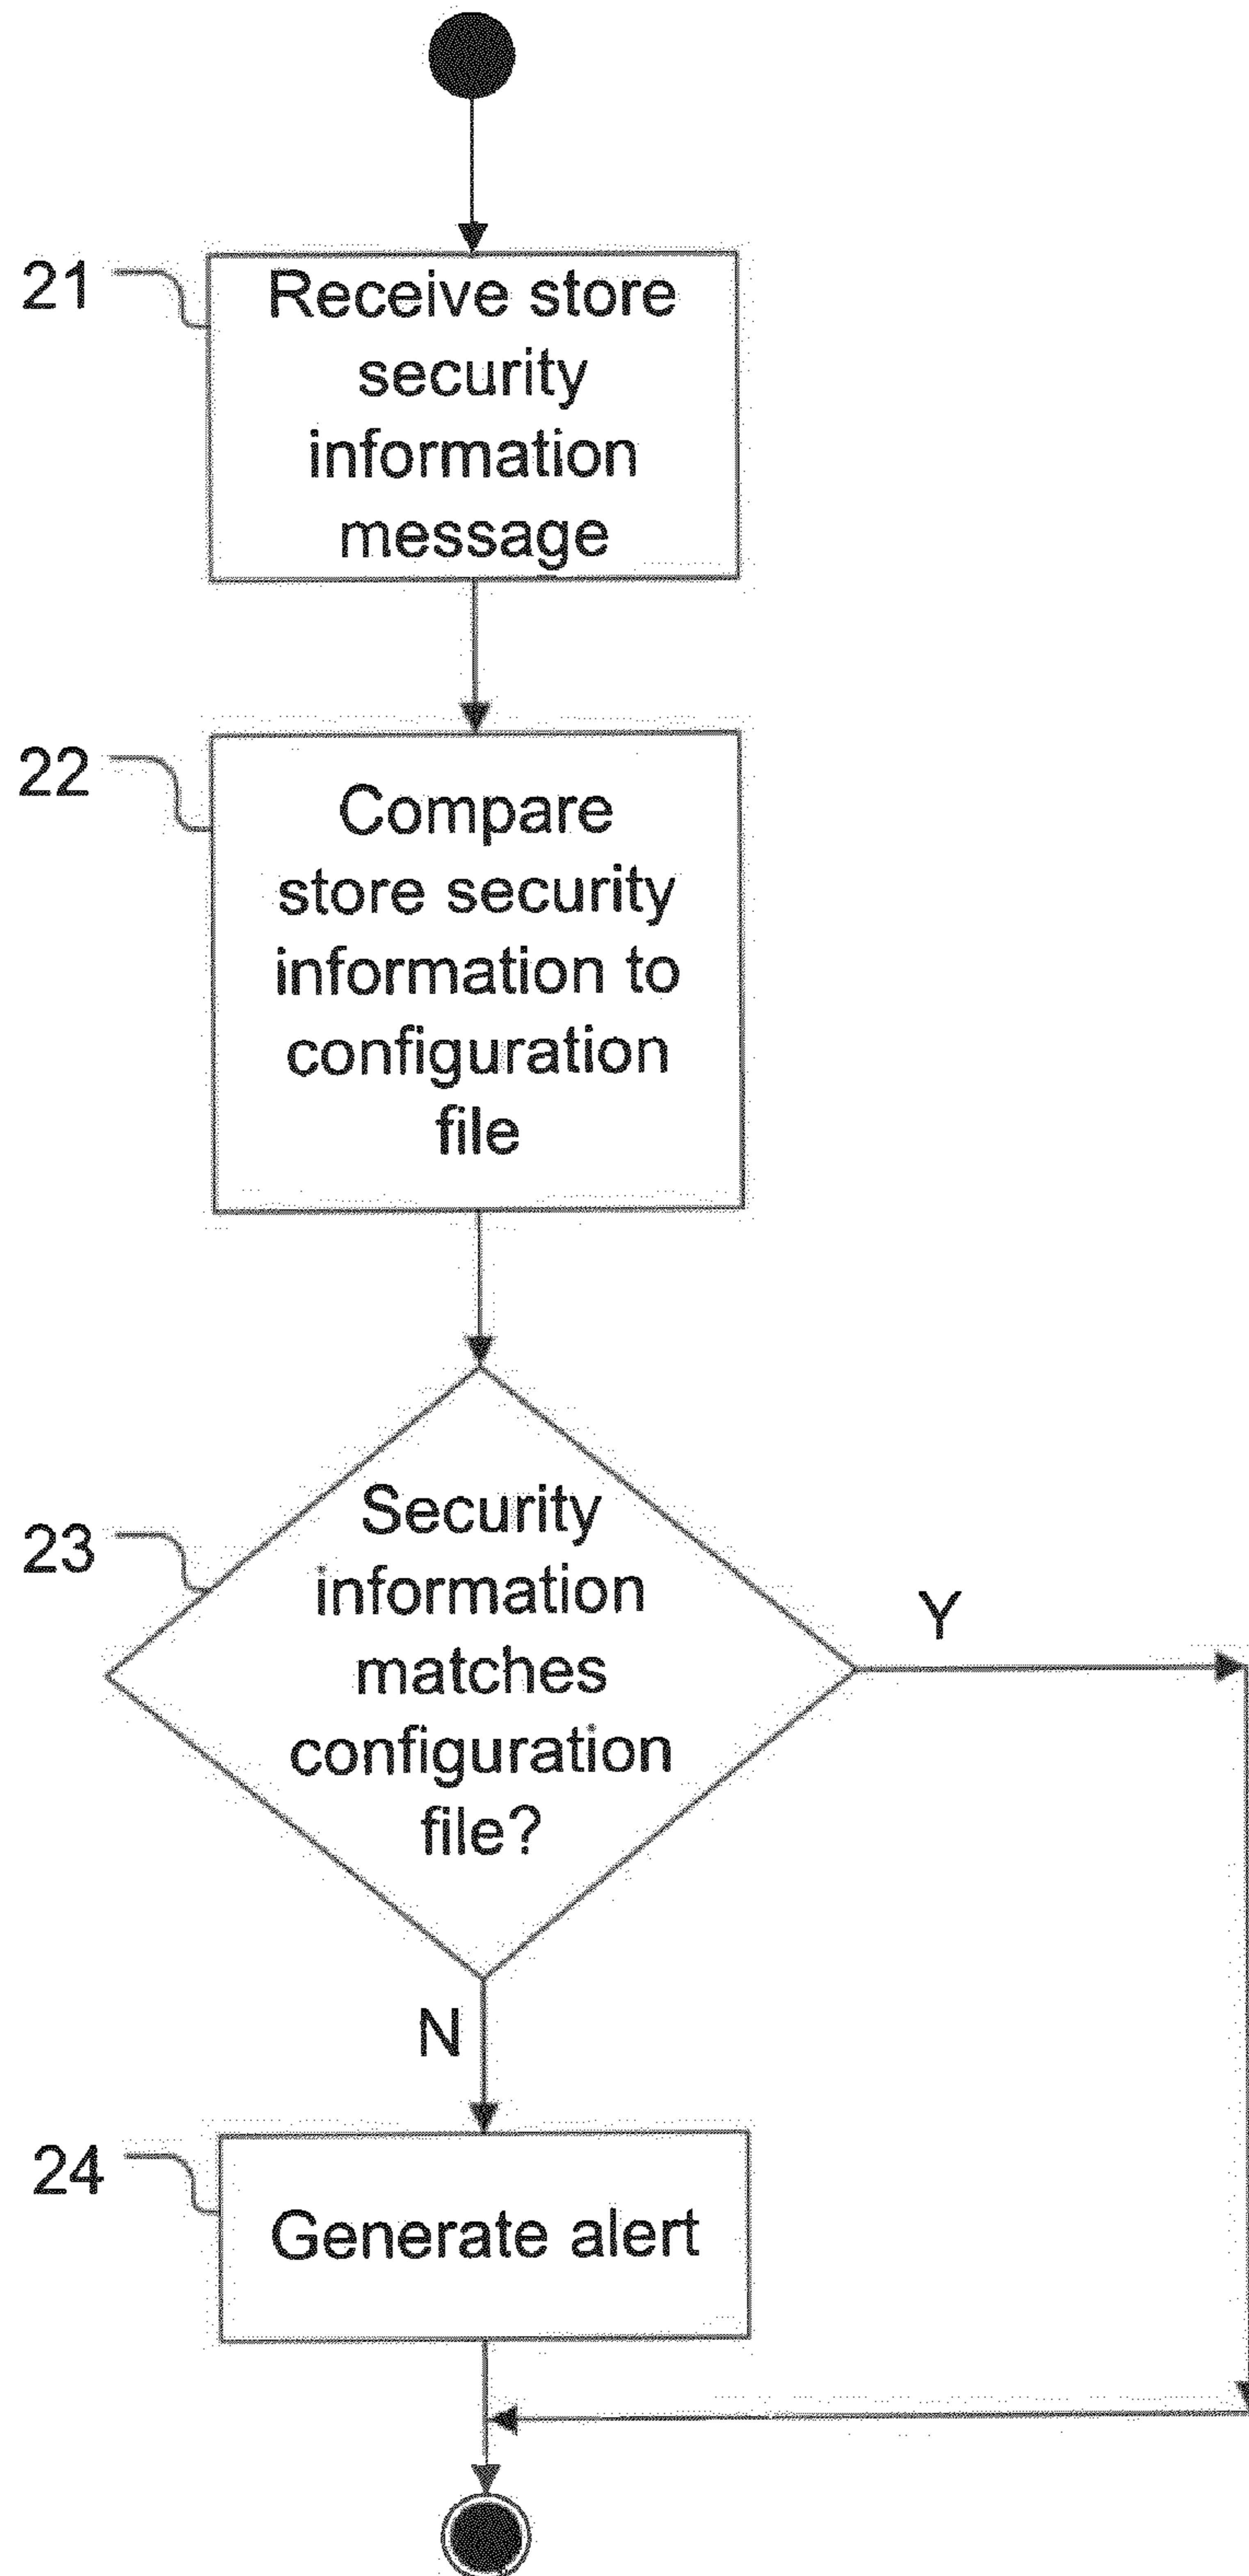 21
Receive store
security
information
message
22
Compare
store security
information to
configuration
file
23
Security
information
matches
configuration
file?
Y
N
24
Generate alert